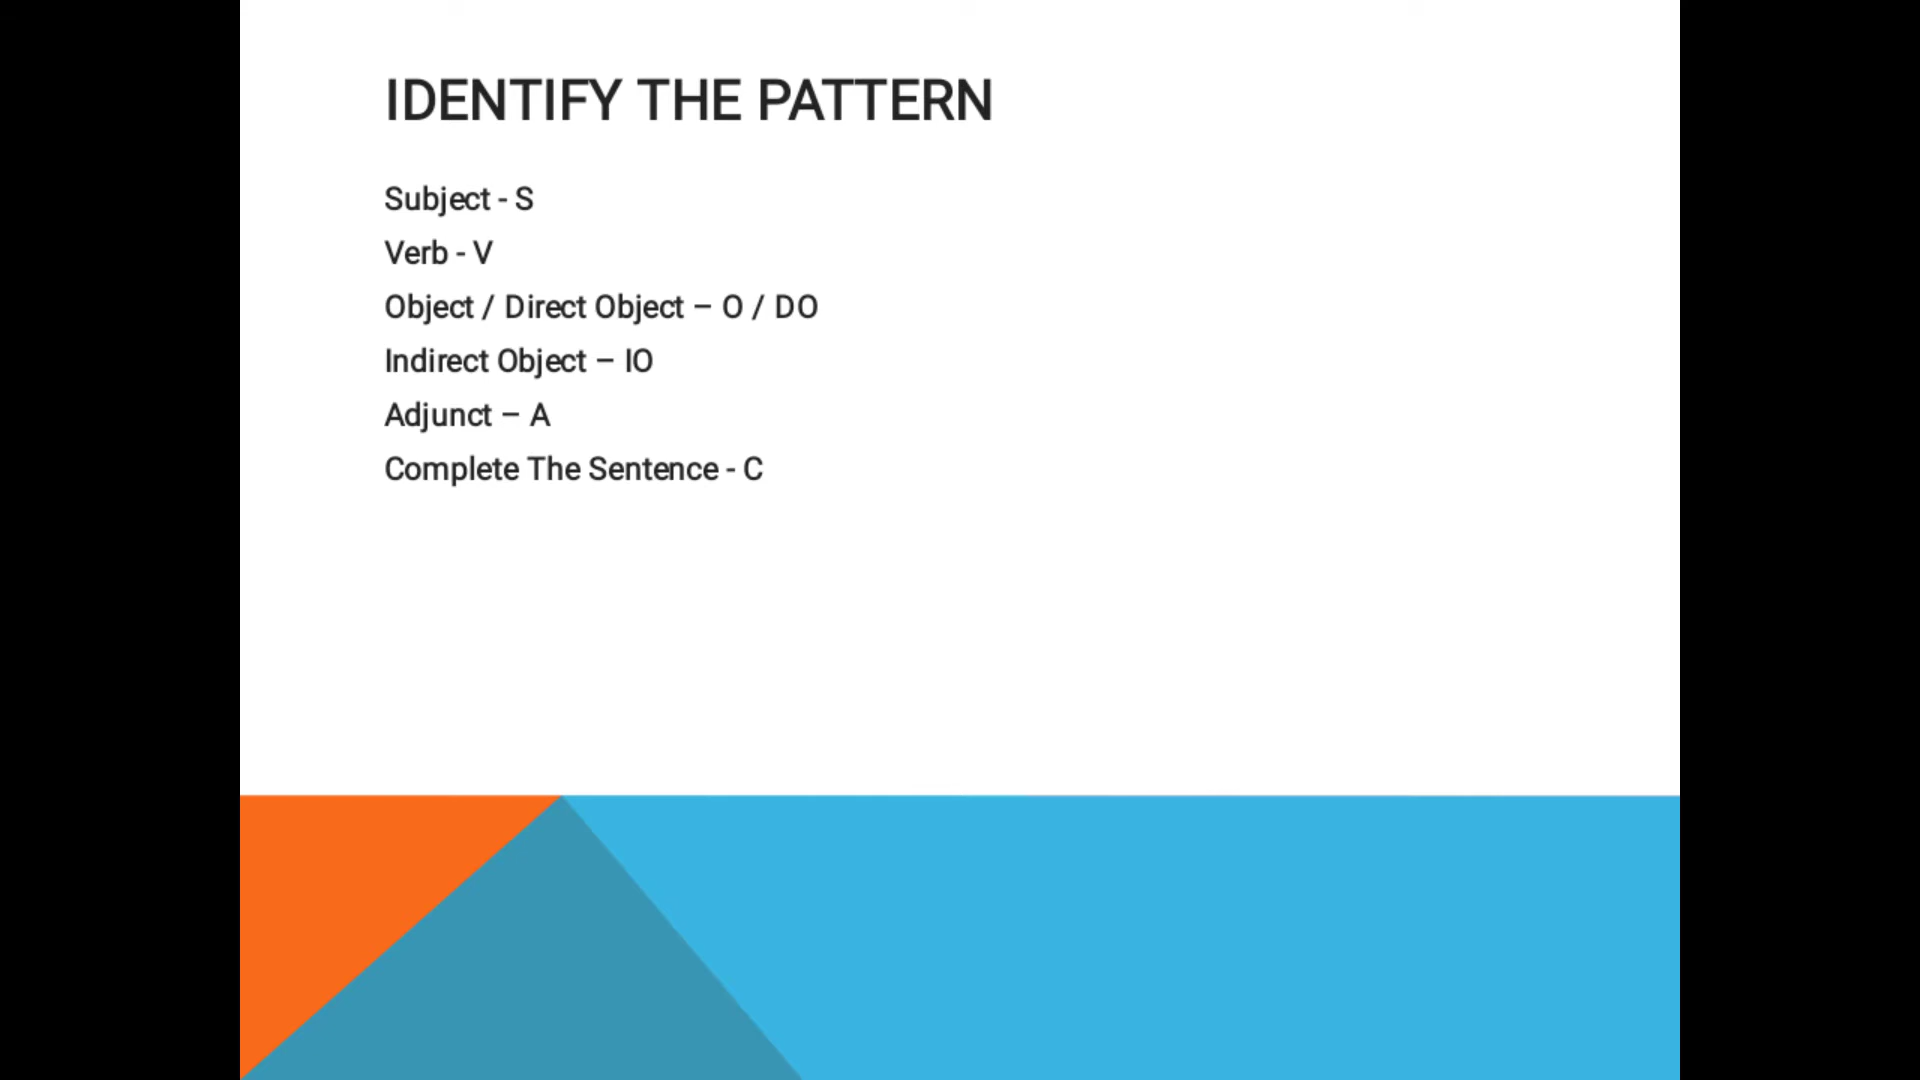 IDENTIFY THE PATTERN
Subject - S
Verb - V
Object / Direct Object – O / DO
Indirect Object – IO
Adjunct – A
Complete The Sentence - C